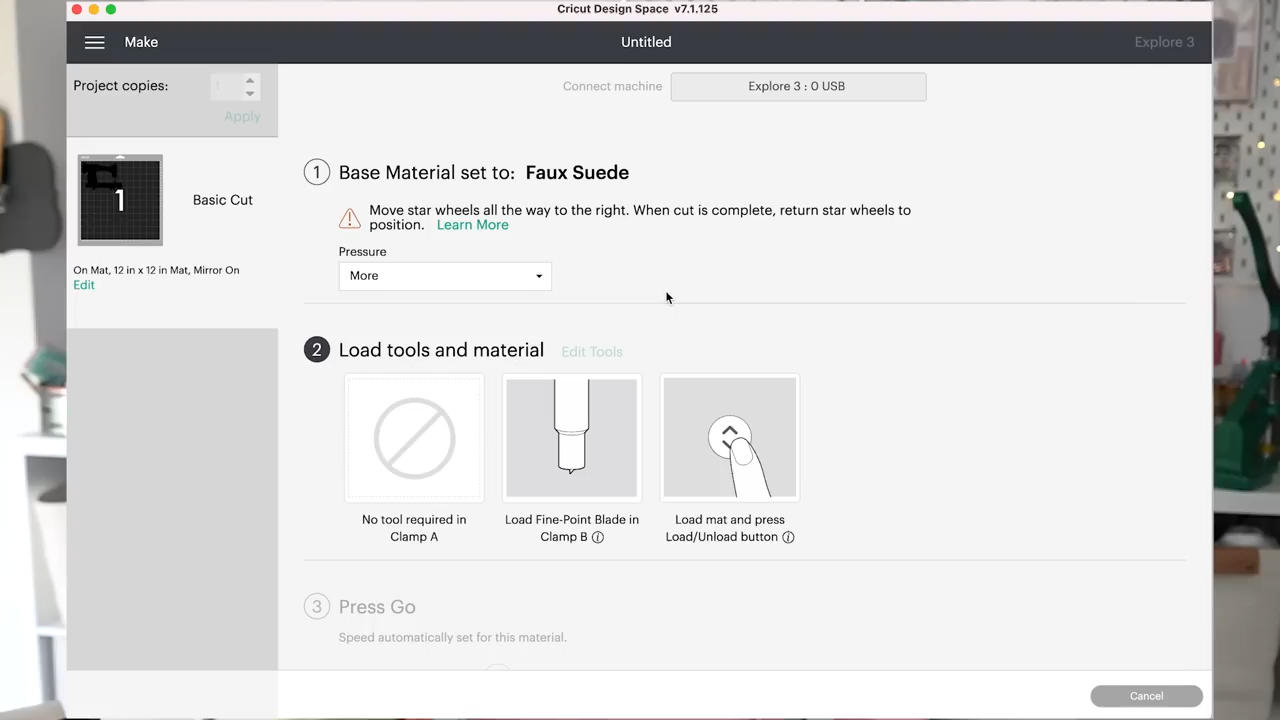 Cricut Design Space v7.1.125
Make
Untitled
Explore 3
Project copies:
1
Apply
Connect machine
Explore 3 : 0 USB
1
Basic Cut
On Mat, 12 in x 12 in Mat, Mirror On
Edit
1
Base Material set to: Faux Suede
Move star wheels all the way to the right. When cut is complete, return star wheels to
position. Learn More
Pressure
More
2
Load tools and material
Edit Tools
No tool required in
Clamp A
Load Fine-Point Blade in
Clamp B
Load mat and press
Load/Unload button
3
Press Go
Speed automatically set for this material.
Cancel